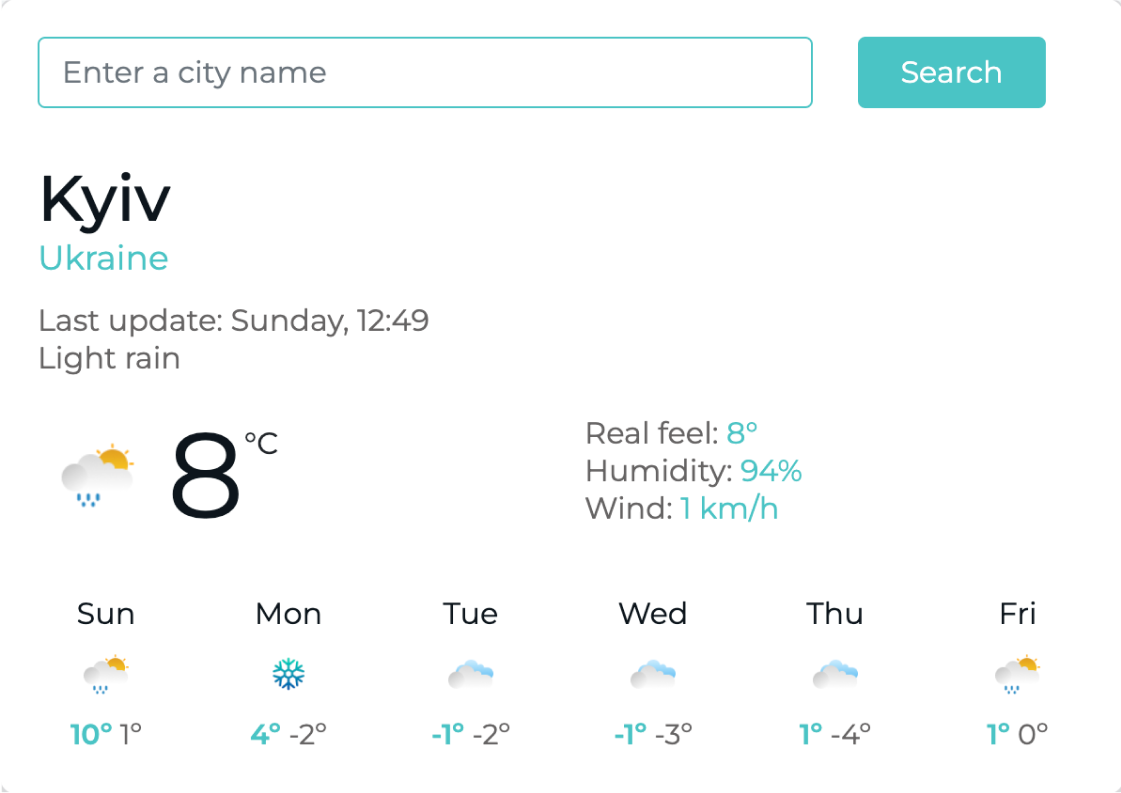 Enter a city name Search
Kyiv
Ukraine
Last update: Sunday, 12:49
Light rain
8 °C
Real feel: 8°
Humidity: 94%
Wind: 1 km/h
Sun Mon Tue Wed Thu Fri
10° 1° 4° -2° -1° -2° -1° -3° 1° -4° 1° 0°